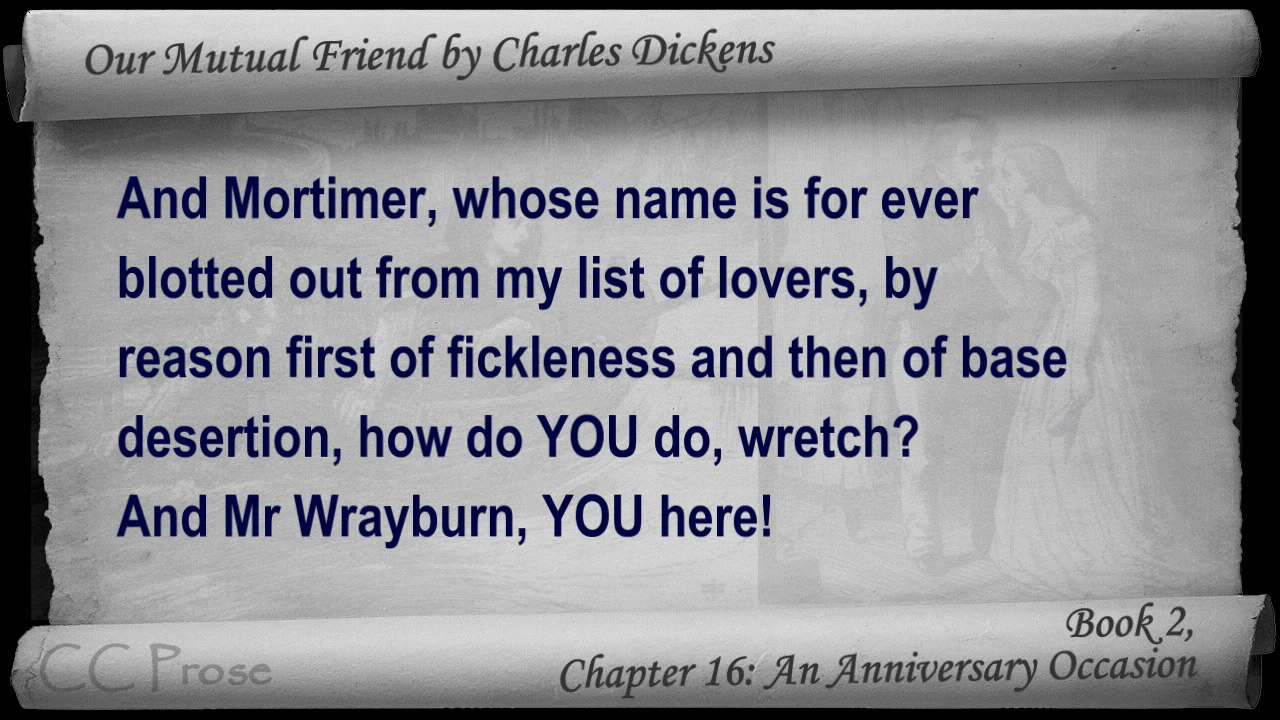 Our Mutual Friend by Charles Dickens
And Mortimer, whose name is for ever
blotted out from my list of lovers, by
reason first of fickleness and then of base
desertion, how do YOU do, wretch?
And Mr Wrayburn, YOU here!
Book 2,
CC Prose
Chapter 16: An Anniversary Occasion